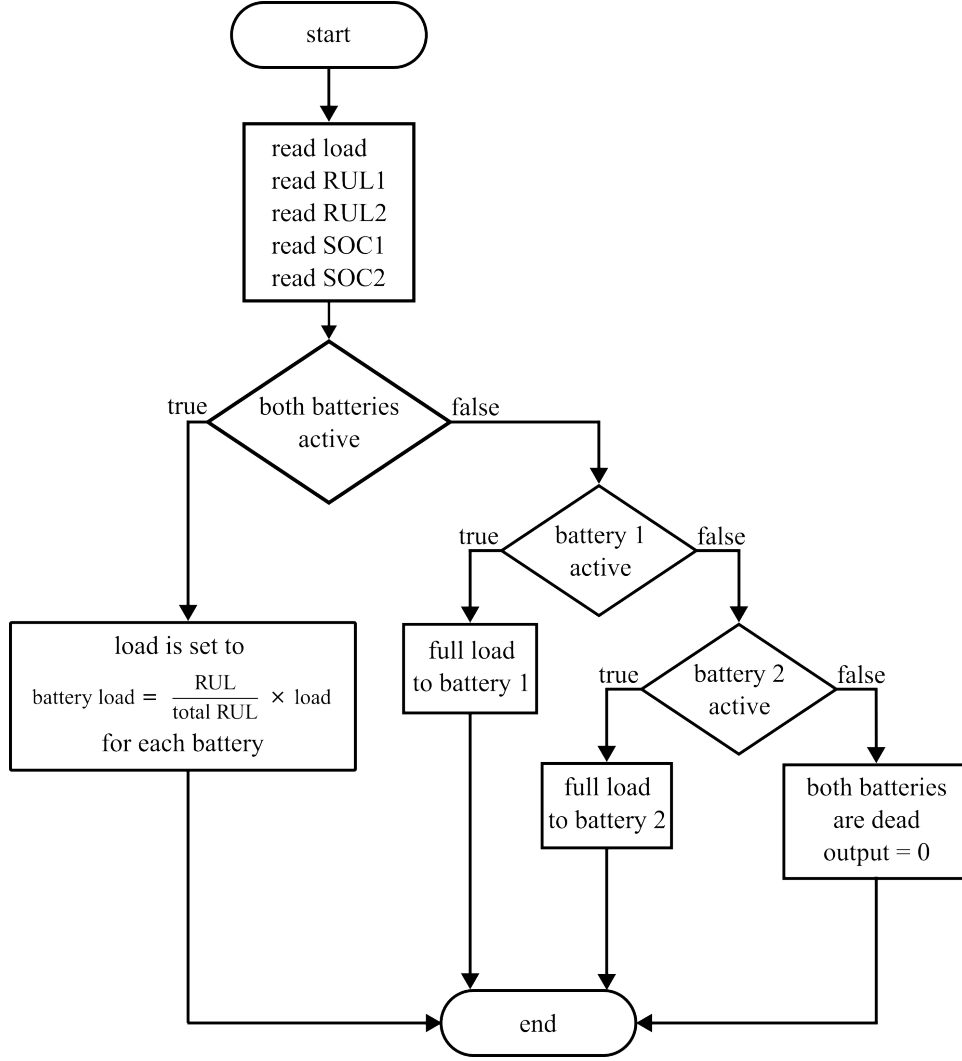 start
read load
read RUL1
read RUL2
read SOC1
read SOC2
both batteries
active
true
false
battery 1
active
true
false
load is set to
battery load = RUL / total RUL × load
for each battery
full load
to battery 1
battery 2
active
true
false
full load
to battery 2
both batteries
are dead
output = 0
end